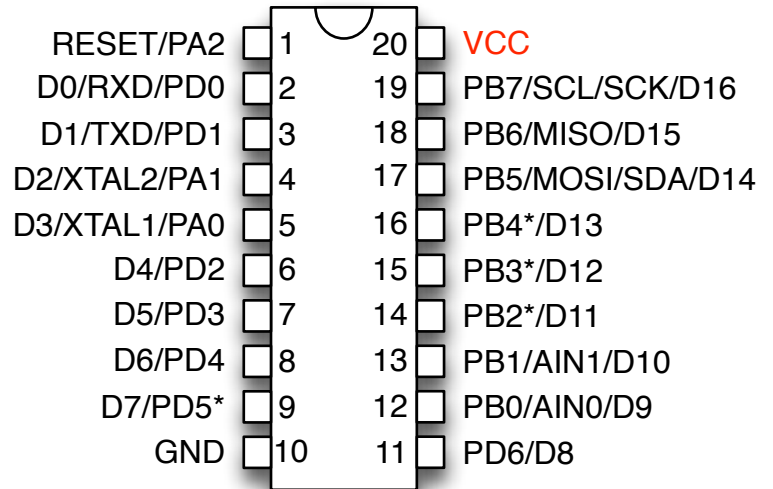 RESET/PA2 1 20 VCC
D0/RXD/PD0 2 19 PB7/SCL/SCK/D16
D1/TXD/PD1 3 18 PB6/MISO/D15
D2/XTAL2/PA1 4 17 PB5/MOSI/SDA/D14
D3/XTAL1/PA0 5 16 PB4*/D13
D4/PD2 6 15 PB3*/D12
D5/PD3 7 14 PB2*/D11
D6/PD4 8 13 PB1/AIN1/D10
D7/PD5* 9 12 PB0/AIN0/D9
GND 10 11 PD6/D8